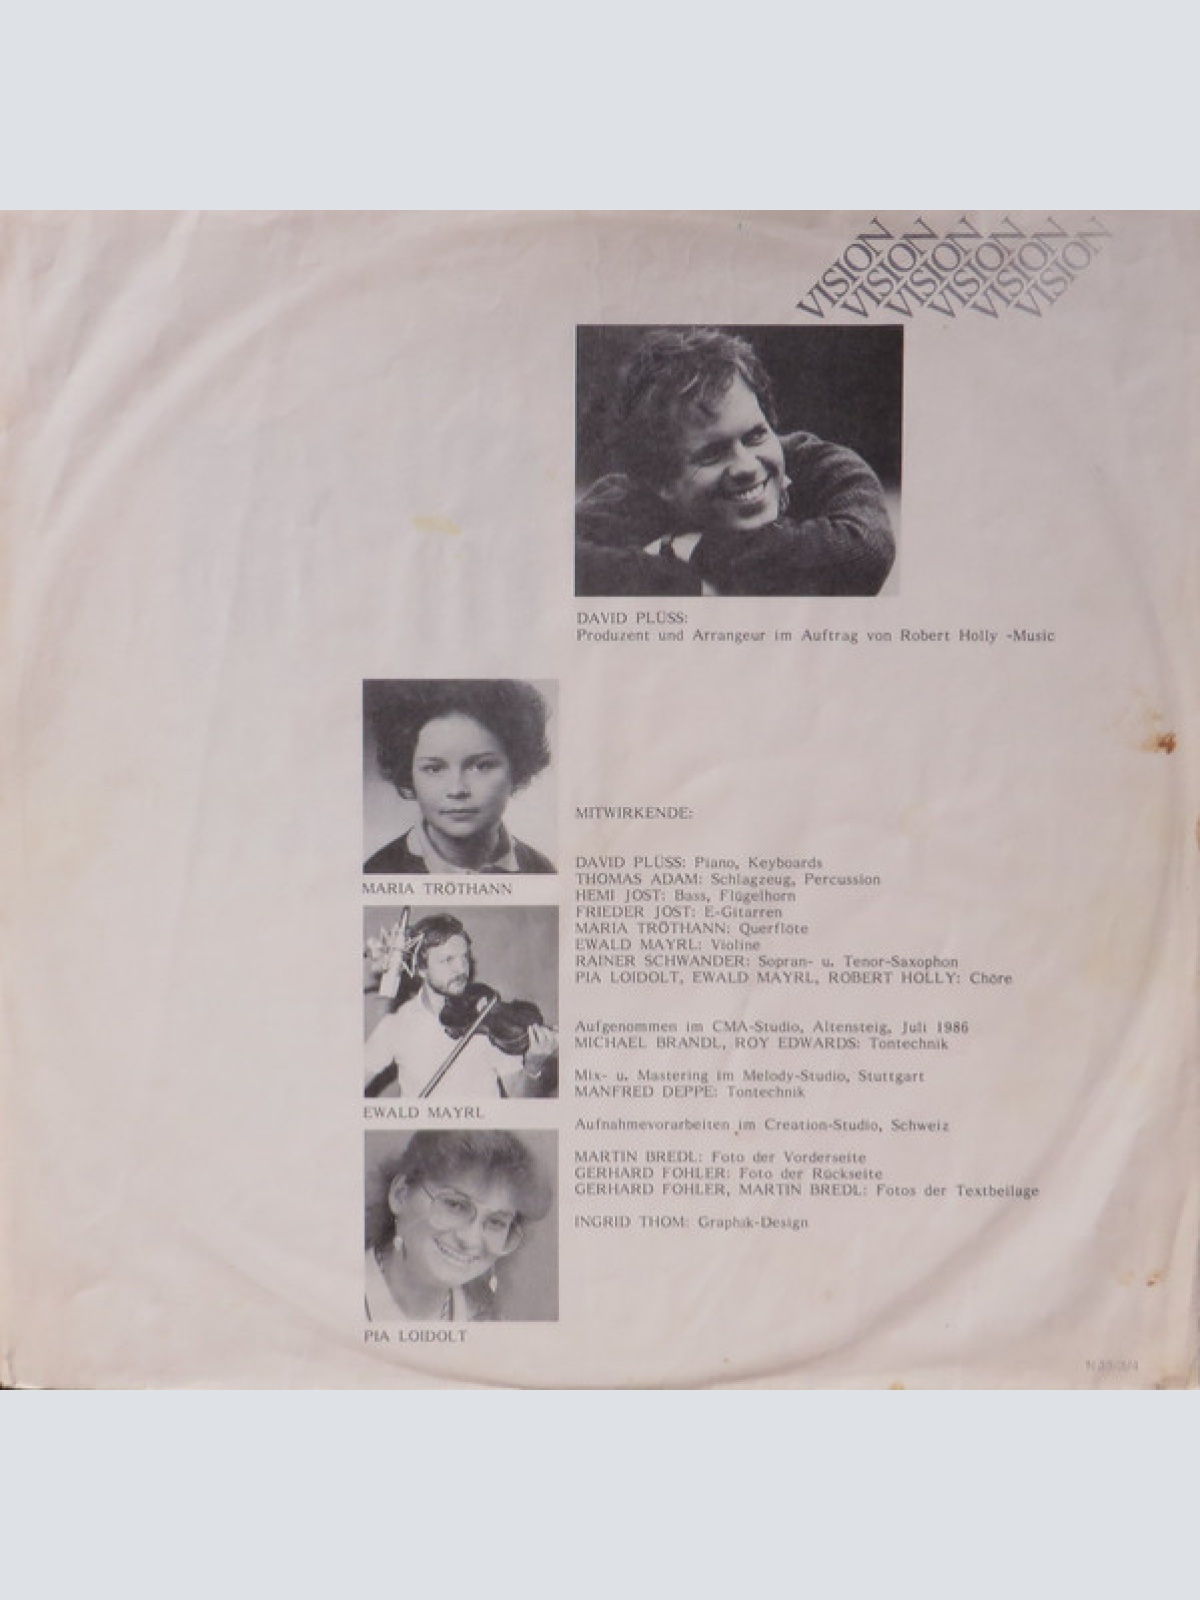 VISION
VISION
VISION
VISION
VISION
VISION
DAVID PLÜSS:
Produzent und Arrangeur im Auftrag von Robert Holly -Music
MARIA TRÖTHANN
EWALD MAYRL
PIA LOIDOLT
MITWIRKENDE:
DAVID PLÜSS: Piano, Keyboards
THOMAS ADAM: Schlagzeug, Percussion
HEMI JOST: Bass, Flügelhorn
FRIEDER JOST: E-Gitarren
MARIA TRÖTHANN: Querflöte
EWALD MAYRL: Violine
RAINER SCHWANDER: Sopran- u. Tenor-Saxophon
PIA LOIDOLT, EWALD MAYRL, ROBERT HOLLY: Chöre
Aufgenommen im CMA-Studio, Altensteig, Juli 1986
MICHAEL BRANDL, ROY EDWARDS: Tontechnik
Mix- u. Mastering im Melody-Studio, Stuttgart
MANFRED DEPPE: Tontechnik
Aufnahmevorarbeiten im Creation-Studio, Schweiz
MARTIN BREDL: Foto der Vorderseite
GERHARD FOHLER: Foto der Rückseite
GERHARD FOHLER, MARTIN BREDL: Fotos der Textbeilage
INGRID THOM: Graphik-Design